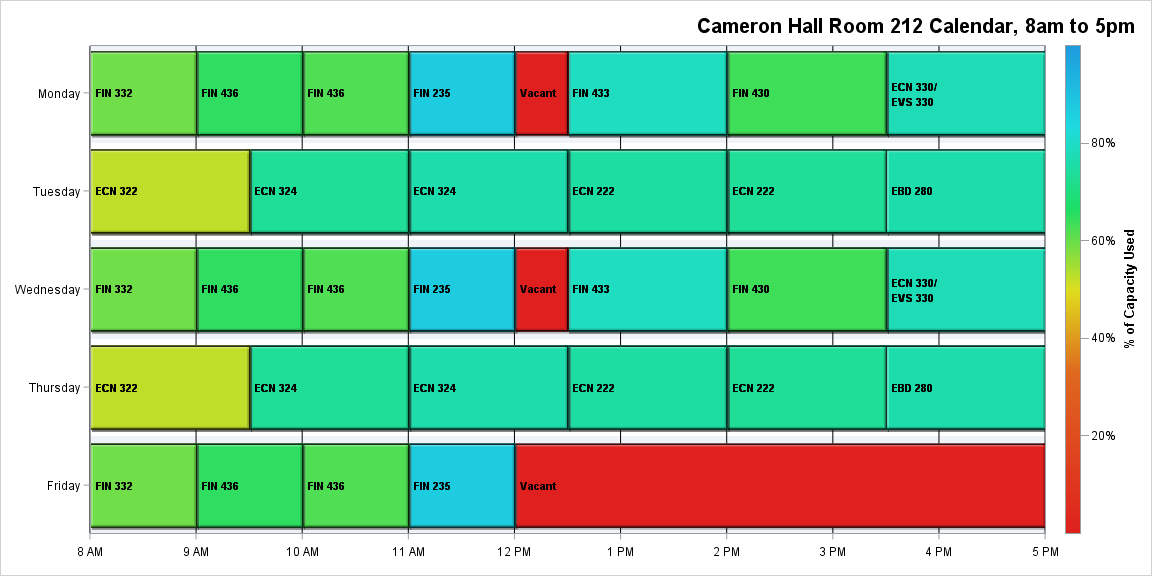 Cameron Hall Room 212 Calendar, 8am to 5pm
Monday
FIN 332
FIN 436
FIN 436
FIN 235
Vacant
FIN 433
FIN 430
ECN 330/
EVS 330
Tuesday
ECN 322
ECN 324
ECN 324
ECN 222
ECN 222
EBD 280
Wednesday
FIN 332
FIN 436
FIN 436
FIN 235
Vacant
FIN 433
FIN 430
ECN 330/
EVS 330
Thursday
ECN 322
ECN 324
ECN 324
ECN 222
ECN 222
EBD 280
Friday
FIN 332
FIN 436
FIN 436
FIN 235
Vacant
8 AM
9 AM
10 AM
11 AM
12 PM
1 PM
2 PM
3 PM
4 PM
5 PM
80%
60%
40%
20%
% of Capacity Used